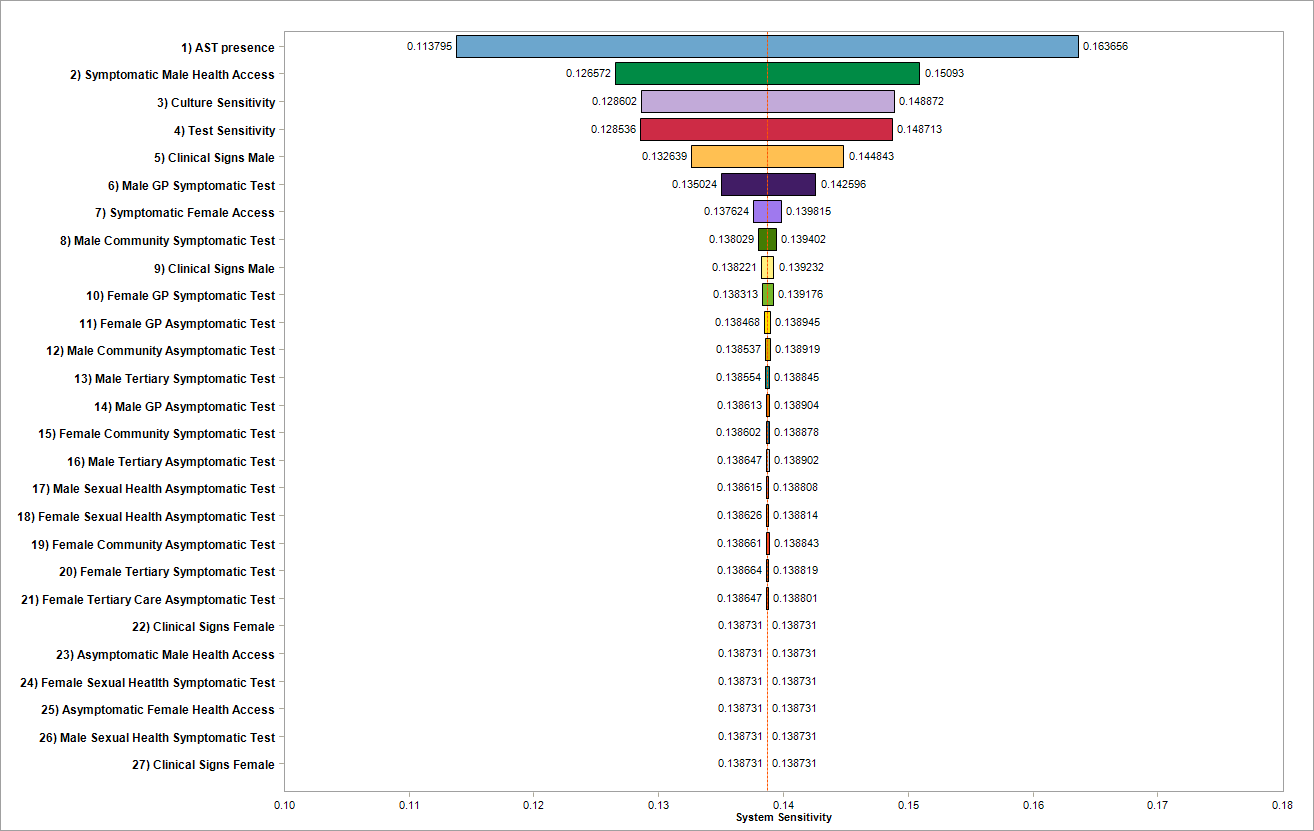 1) AST presence 0.113795 0.163656
2) Symptomatic Male Health Access 0.126572 0.15093
3) Culture Sensitivity 0.128602 0.148872
4) Test Sensitivity 0.128536 0.148713
5) Clinical Signs Male 0.132639 0.144843
6) Male GP Symptomatic Test 0.135024 0.142596
7) Symptomatic Female Access 0.137624 0.139815
8) Male Community Symptomatic Test 0.138029 0.139402
9) Clinical Signs Male 0.138221 0.139232
10) Female GP Symptomatic Test 0.138313 0.139176
11) Female GP Asymptomatic Test 0.138468 0.138945
12) Male Community Asymptomatic Test 0.138537 0.138919
13) Male Tertiary Symptomatic Test 0.138554 0.138845
14) Male GP Asymptomatic Test 0.138613 0.138904
15) Female Community Symptomatic Test 0.138602 0.138878
16) Male Tertiary Asymptomatic Test 0.138647 0.138902
17) Male Sexual Health Asymptomatic Test 0.138615 0.138808
18) Female Sexual Health Asymptomatic Test 0.138626 0.138814
19) Female Community Asymptomatic Test 0.138661 0.138843
20) Female Tertiary Symptomatic Test 0.138664 0.138819
21) Female Tertiary Care Asymptomatic Test 0.138647 0.138801
22) Clinical Signs Female 0.138731 0.138731
23) Asymptomatic Male Health Access 0.138731 0.138731
24) Female Sexual Heatlth Symptomatic Test 0.138731 0.138731
25) Asymptomatic Female Health Access 0.138731 0.138731
26) Male Sexual Health Symptomatic Test 0.138731 0.138731
27) Clinical Signs Female 0.138731 0.138731
0.10 0.11 0.12 0.13 0.14 0.15 0.16 0.17 0.18
System Sensitivity